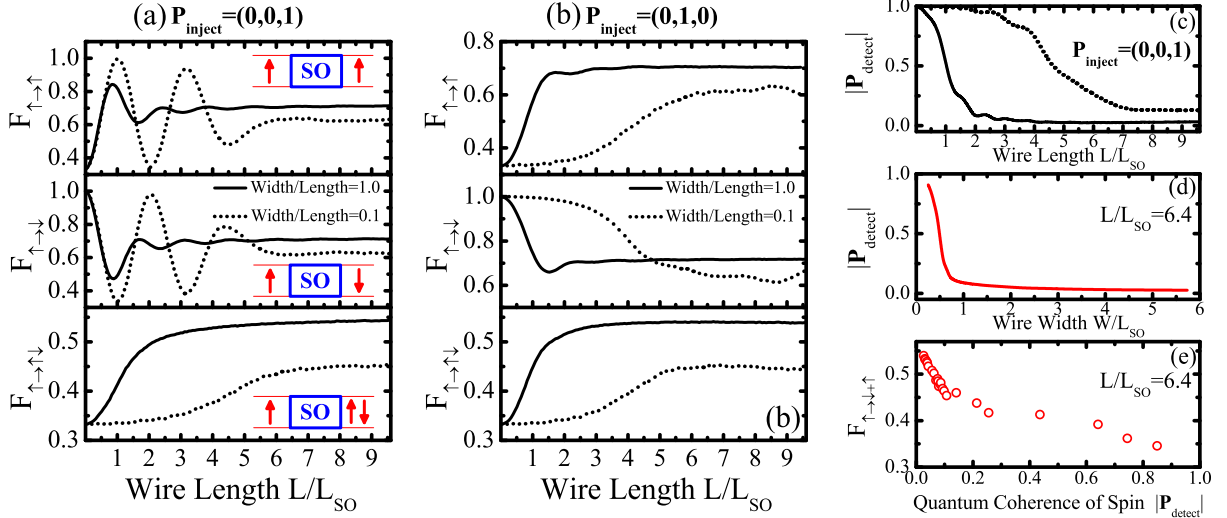 (a) P_inject=(0,0,1)
1.0
0.8
0.6
0.4
F↑→↑
SO
1.0
0.8
0.6
0.4
F↑→↓
Width/Length=1.0
Width/Length=0.1
SO
0.5
0.4
0.3
F↑→↑↓
SO
1 2 3 4 5 6 7 8 9
Wire Length L/L_SO
(b) P_inject=(0,1,0)
0.8
0.6
0.4
F↑→↑
1.0
0.8
0.6
F↑→↓
Width/Length=1.0
Width/Length=0.1
0.5
0.4
0.3
F↑→↑↓
(b)
1 2 3 4 5 6 7 8 9
Wire Length L/L_SO
(c)
1.0
0.5
0.0
|P_detect|
P_inject=(0,0,1)
1 2 3 4 5 6 7 8 9
Wire Length L/L_SO
(d)
1.0
0.5
0.0
|P_detect|
L/L_SO=6.4
0 1 2 3 4 5 6
Wire Width W/L_SO
(e)
0.5
0.4
0.3
F↑→↓+↑
L/L_SO=6.4
0.0 0.2 0.4 0.6 0.8 1.0
Quantum Coherence of Spin |P_detect|